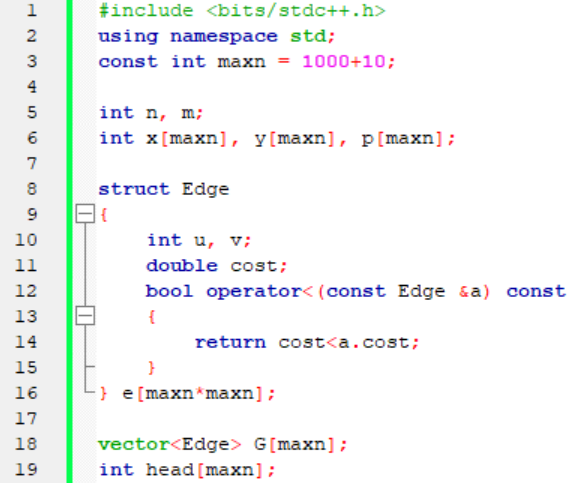 1 #include <bits/stdc++.h>
2 using namespace std;
3 const int maxn = 1000+10;
4
5 int n, m;
6 int x[maxn], y[maxn], p[maxn];
7
8 struct Edge
9 {
10     int u, v;
11     double cost;
12     bool operator<(const Edge &a) const
13     {
14         return cost<a.cost;
15     }
16 } e[maxn*maxn];
17
18 vector<Edge> G[maxn];
19 int head[maxn];